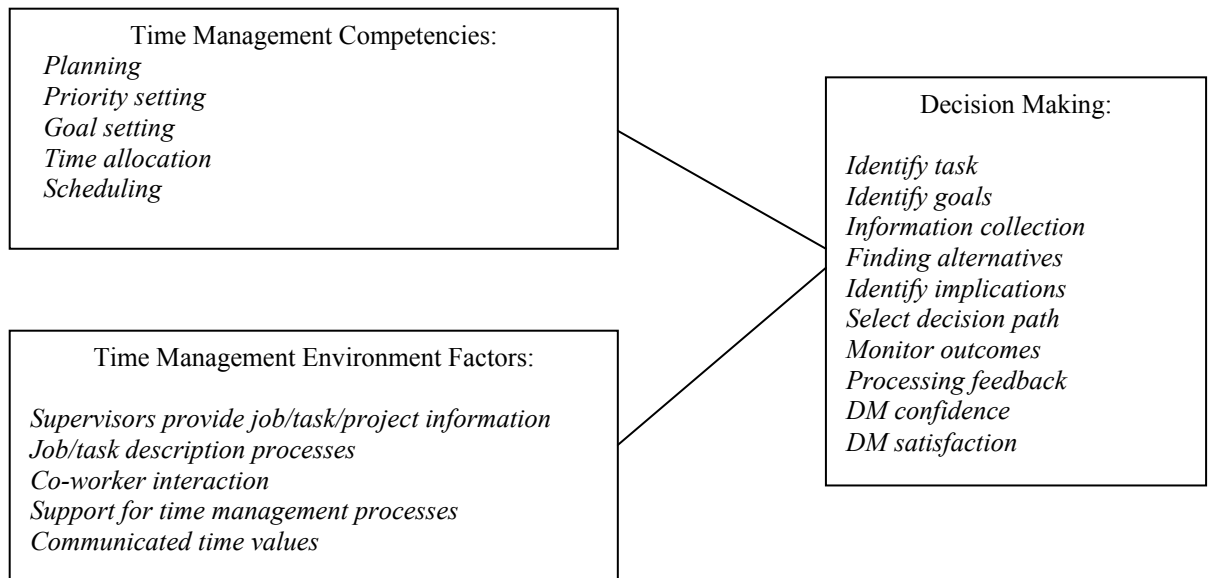 Time Management Competencies:
Planning
Priority setting
Goal setting
Time allocation
Scheduling
Time Management Environment Factors:
Supervisors provide job/task/project information
Job/task description processes
Co-worker interaction
Support for time management processes
Communicated time values
Decision Making:
Identify task
Identify goals
Information collection
Finding alternatives
Identify implications
Select decision path
Monitor outcomes
Processing feedback
DM confidence
DM satisfaction